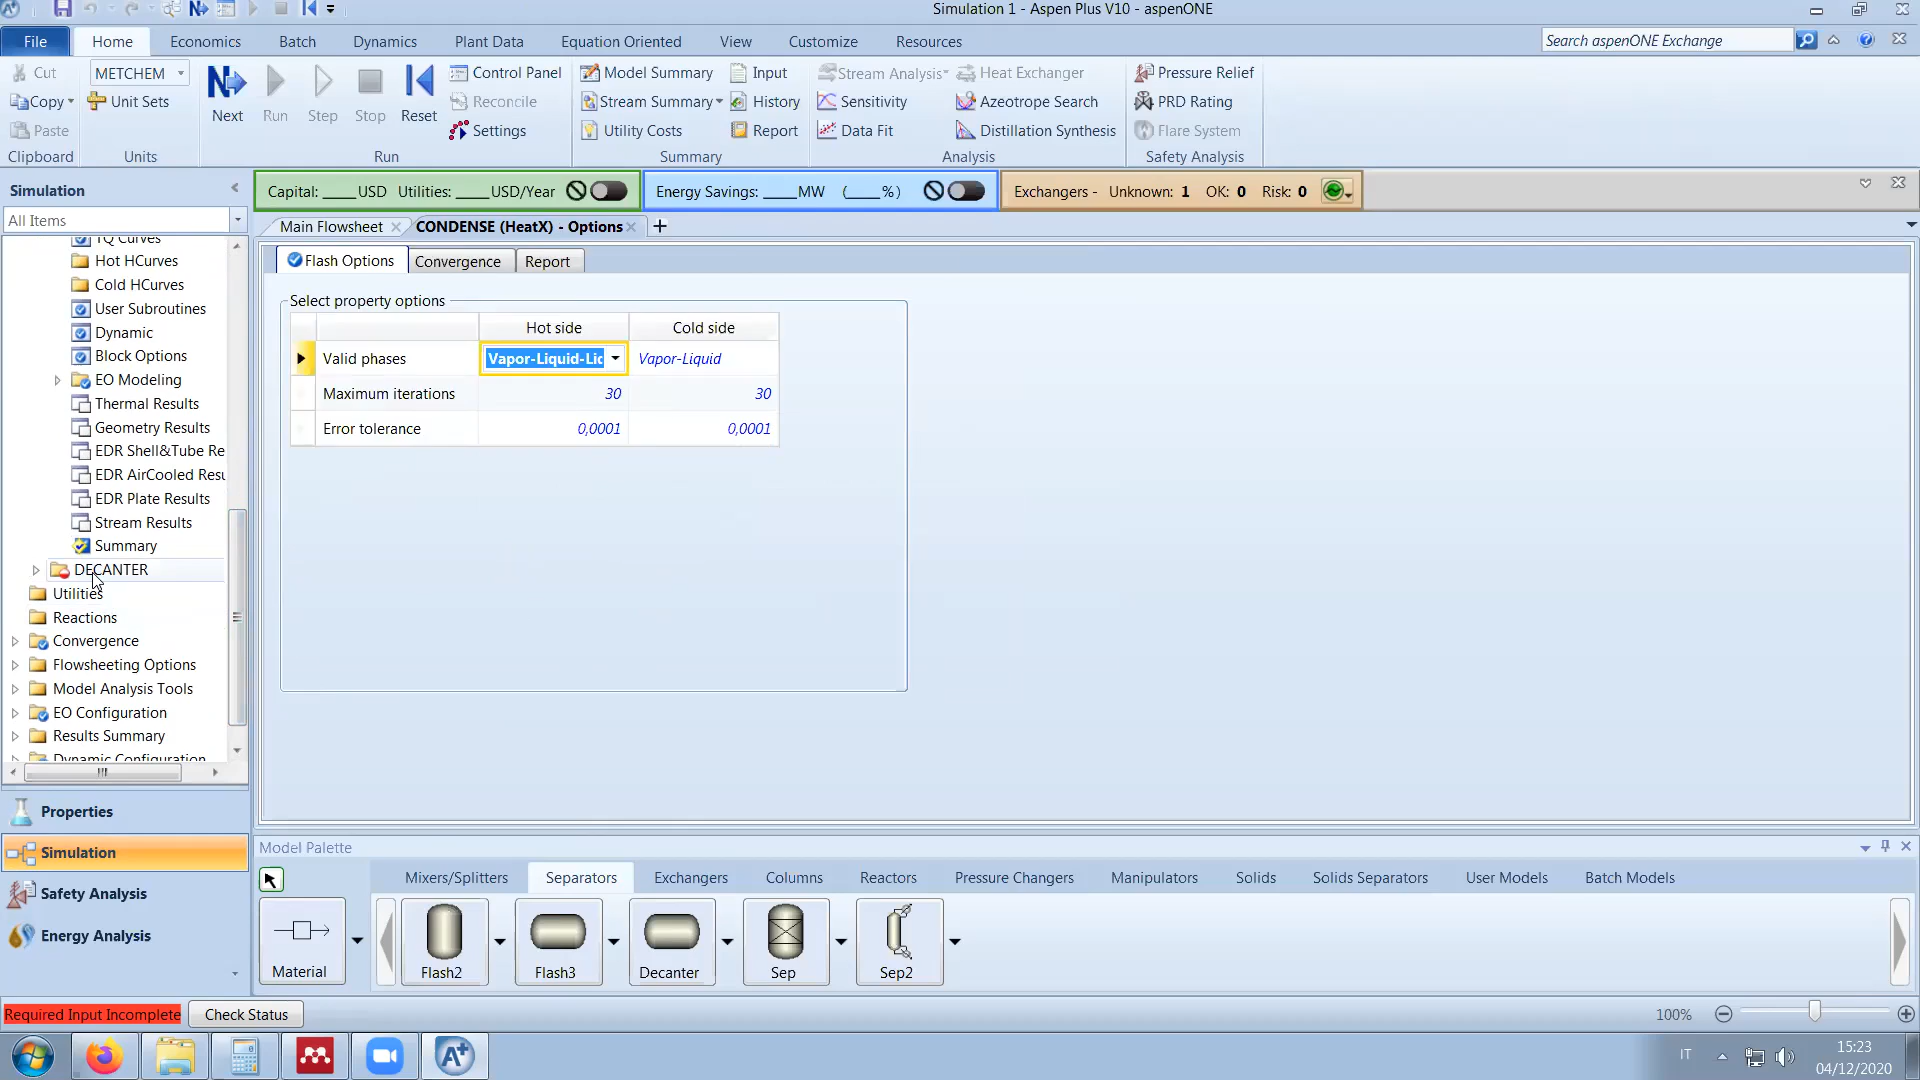 Simulation 1 - Aspen Plus V10 - aspenONE
File Home Economics Batch Dynamics Plant Data Equation Oriented View Customize Resources Search aspenONE Exchange
Cut METCHEM Control Panel Model Summary Input Stream Analysis Heat Exchanger Pressure Relief
Copy Unit Sets Next Run Step Stop Reset Reconcile Stream Summary History Sensitivity Azeotrope Search PRD Rating
Paste Settings Utility Costs Report Data Fit Distillation Synthesis Flare System
Clipboard Units Run Summary Analysis Safety Analysis
Simulation
Capital: ____USD Utilities: ____USD/Year Energy Savings: ____MW (____%) Exchangers - Unknown: 1 OK: 0 Risk: 0
All Items
Main Flowsheet CONDENSE (HeatX) - Options
TQ Curves
Hot HCurves
Cold HCurves
User Subroutines
Dynamic
Block Options
EO Modeling
Thermal Results
Geometry Results
EDR Shell&Tube Re
EDR AirCooled Resu
EDR Plate Results
Stream Results
Summary
DECANTER
Utilities
Reactions
Convergence
Flowsheeting Options
Model Analysis Tools
EO Configuration
Results Summary
Dynamic Configuration
Properties
Simulation
Safety Analysis
Energy Analysis
Flash Options Convergence Report
Select property options
Hot side Cold side
Valid phases Vapor-Liquid-Lic Vapor-Liquid
Maximum iterations 30 30
Error tolerance 0,0001 0,0001
Model Palette
Mixers/Splitters Separators Exchangers Columns Reactors Pressure Changers Manipulators Solids Solids Separators User Models Batch Models
Material Flash2 Flash3 Decanter Sep Sep2
Required Input Incomplete Check Status 100%
IT 15:23
04/12/2020